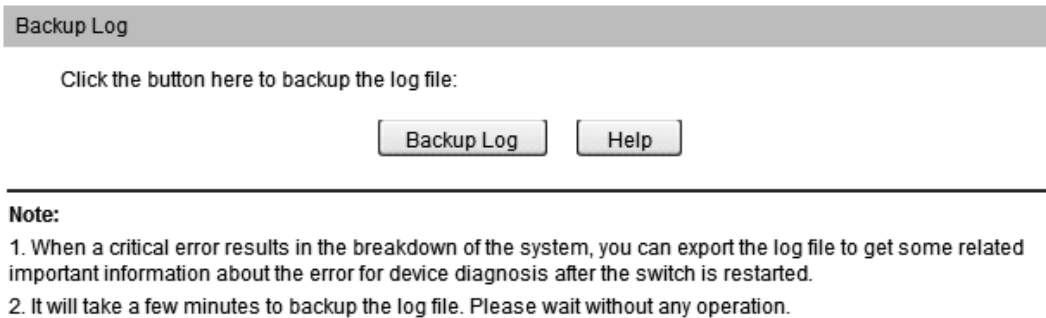 Backup Log
Click the button here to backup the log file:
Backup Log Help
Note:
1. When a critical error results in the breakdown of the system, you can export the log file to get some related
important information about the error for device diagnosis after the switch is restarted.
2. It will take a few minutes to backup the log file. Please wait without any operation.